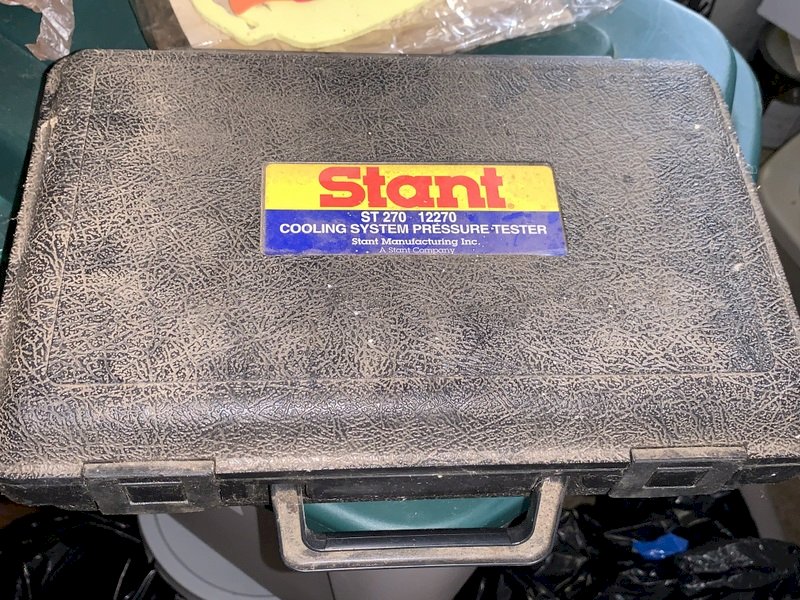 Stant
ST 270 12270
COOLING SYSTEM PRESSURE TESTER
Stant Manufacturing Inc.
A Stant Company